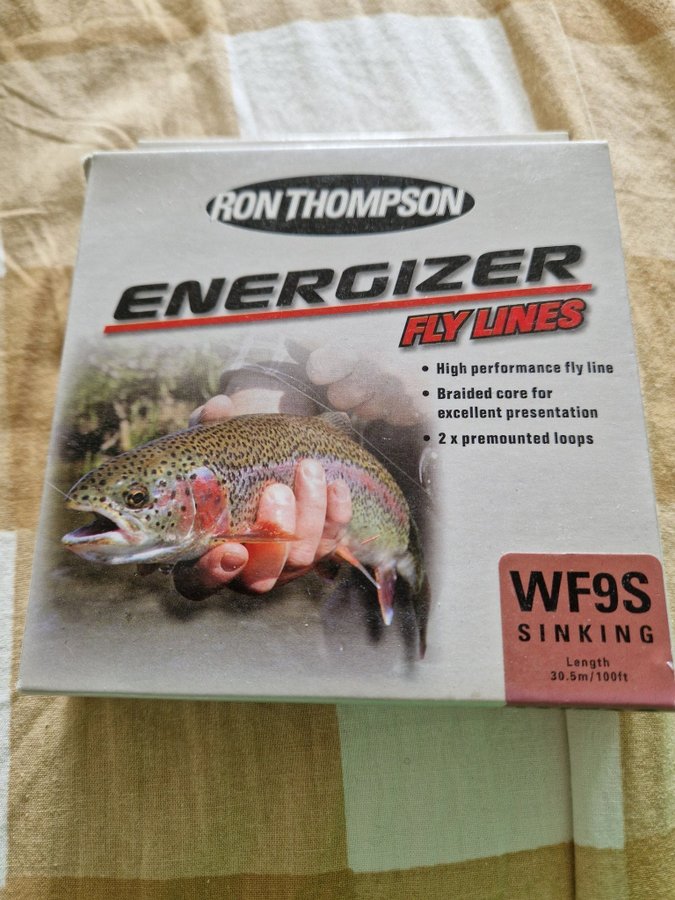 RON THOMPSON
ENERGIZER
FLY LINES
• High performance fly line
• Braided core for
excellent presentation
• 2 x premounted loops
WF9S
SINKING
Length
30.5m/100ft